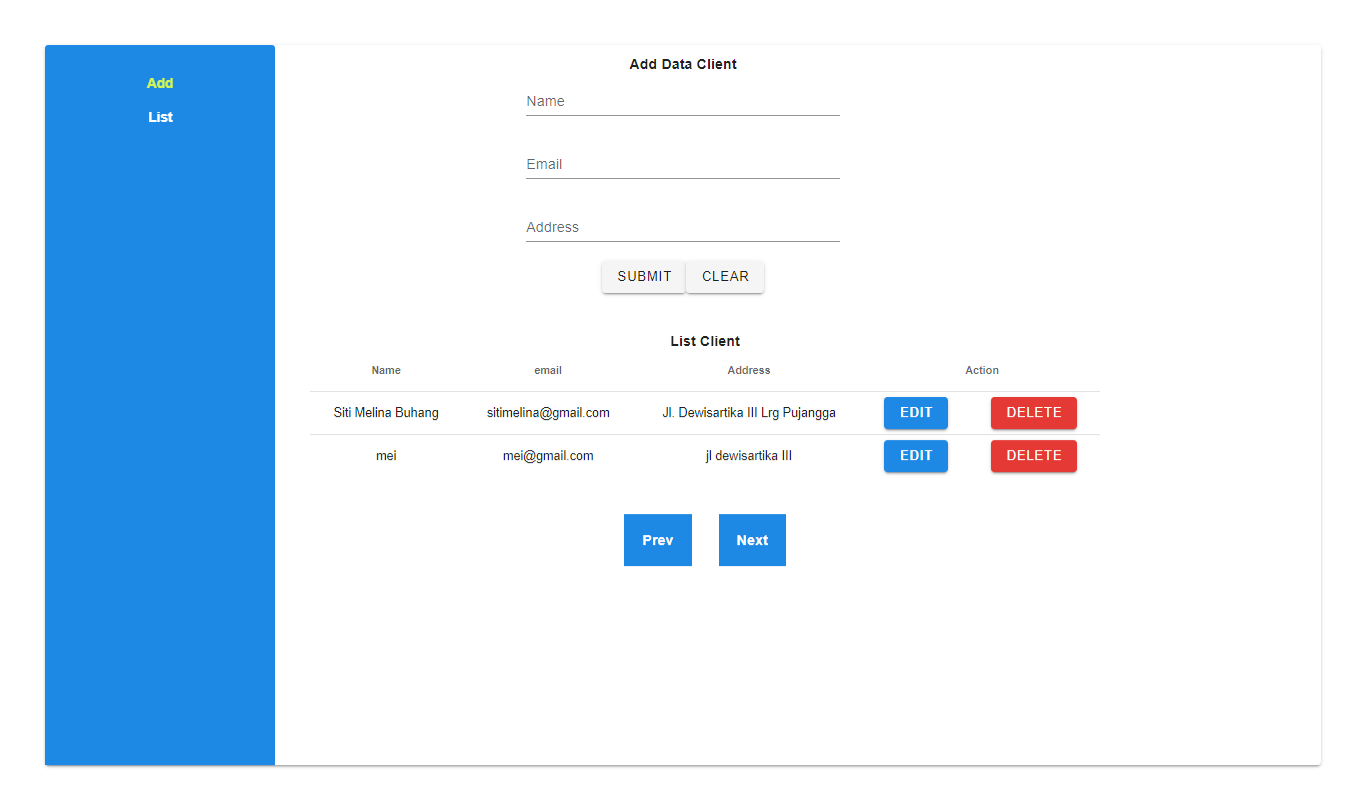 Add
List
Add Data Client
Name
Email
Address
SUBMIT CLEAR
List Client
Name email Address Action
Siti Melina Buhang sitimelina@gmail.com Jl. Dewisartika III Lrg Pujangga EDIT DELETE
mei mei@gmail.com jl dewisartika III EDIT DELETE
Prev Next